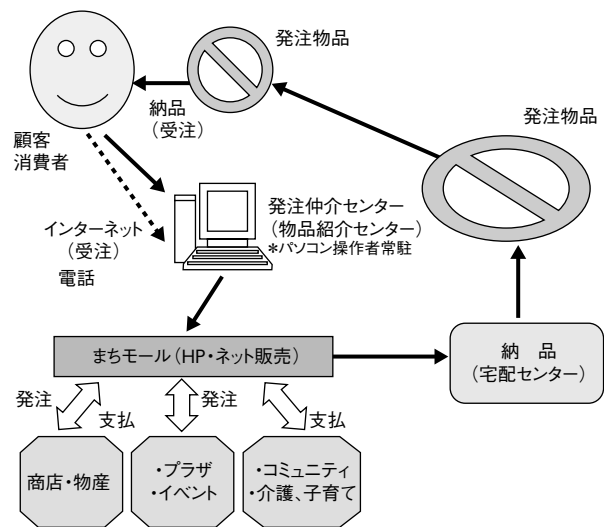 発注物品
発注物品
納品
(受注)
顧客
消費者
発注仲介センター
(物品紹介センター)
*パソコン操作者常駐
インターネット
(受注)
電話
まちモール(HP・ネット販売)
納 品
(宅配センター)
発注
発注
支払
支払
商店・物産
・プラザ
・イベント
・コミュニティ
・介護、子育て